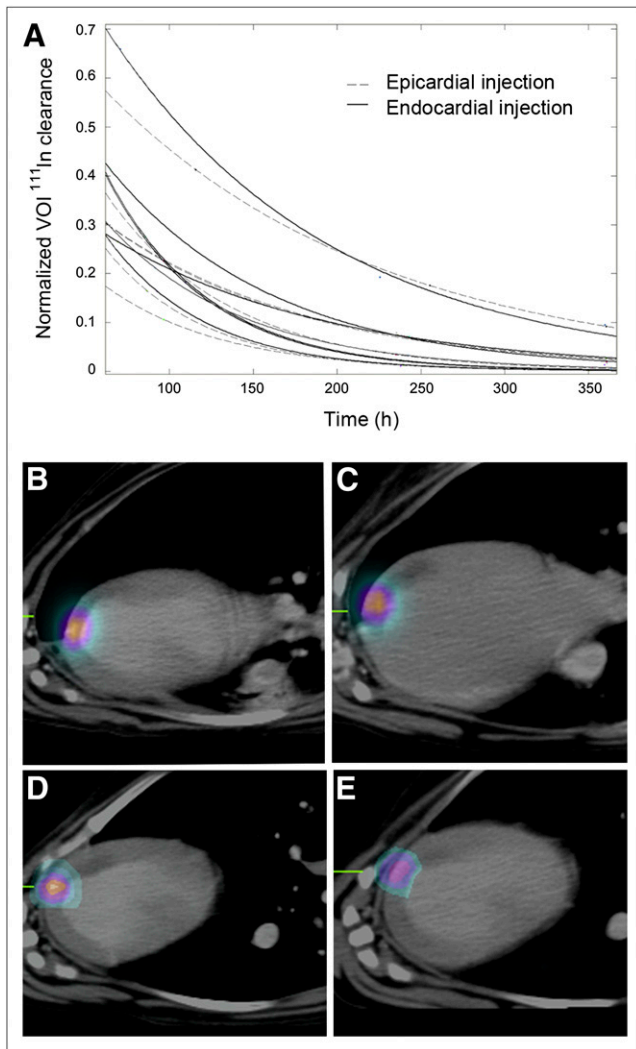 A
0.7
0.6
0.5
0.4
0.3
0.2
0.1
0
Normalized VOI ¹¹¹In clearance
Epicardial injection
Endocardial injection
100 150 200 250 300 350
Time (h)
B
C
D
E